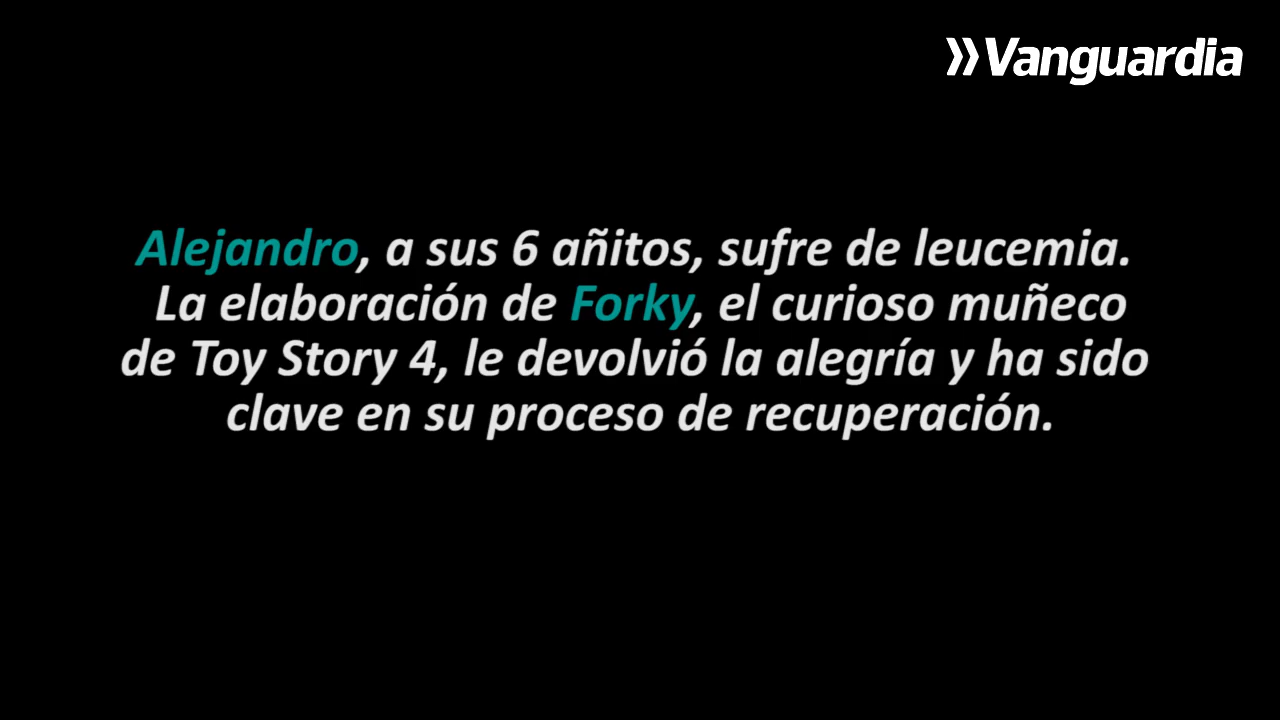 Vanguardia
Alejandro, a sus 6 añitos, sufre de leucemia.
La elaboración de Forky, el curioso muñeco
de Toy Story 4, le devolvió la alegría y ha sido
clave en su proceso de recuperación.